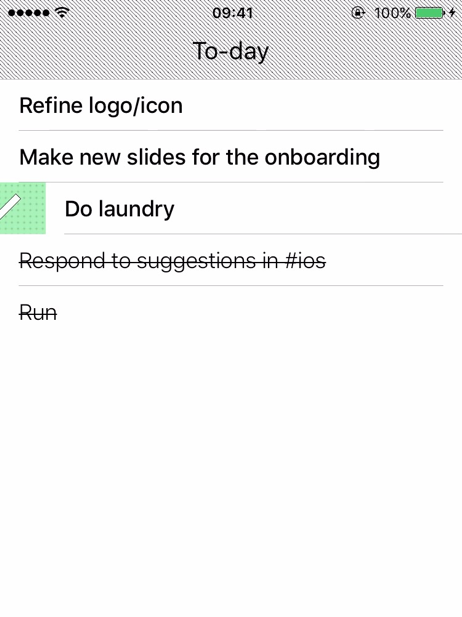 09:41
100%
To-day
Refine logo/icon
Make new slides for the onboarding
Do laundry
Respond to suggestions in #ios
Run